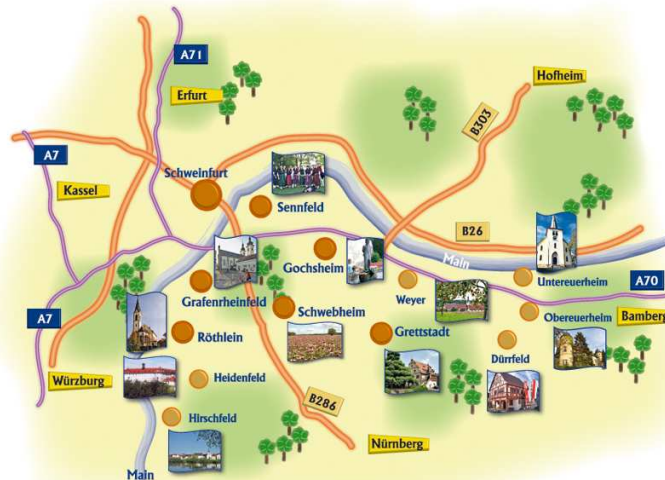 A71
Hofheim
Erfurt
B303
A7
Schweinfurt
Kassel
Sennfeld
B26
Main
Gochsheim
Weyer
Untereuerheim
A70
Grafenrheinfeld
Schwebheim
Obereuerheim
Bamberg
A7
Röthlein
Grettstadt
Dürrfeld
Würzburg
Heidenfeld
B286
Hirschfeld
Nürnberg
Main